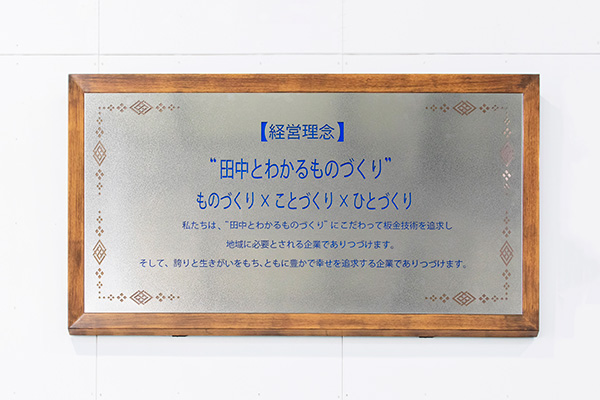 【経営理念】
“田中とわかるものづくり”
ものづくり×ことづくり×ひとづくり
私たちは、“田中とわかるものづくり”にこだわって板金技術を追求し
地域に必要とされる企業でありつづけます。
そして、誇りと生きがいをもち、ともに豊かで幸せを追求する企業でありつづけます。